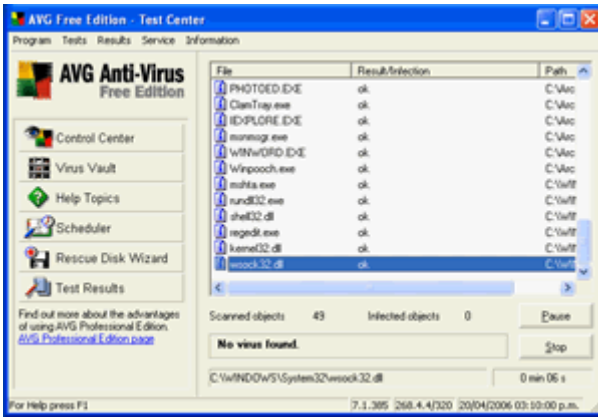 AVG Free Edition - Test Center
Program Tests Results Service Information
AVG Anti-Virus
Free Edition
Control Center
Virus Vault
Help Topics
Scheduler
Rescue Disk Wizard
Test Results
Find out more about the advantages
of using AVG Professional Edition.
AVG Professional Edition page
File Result/Infection Path
PHOTOED.EXE ok
ClamTray.exe ok
IEXPLORE.EXE ok
msnmsgr.exe ok
WINWORD.EXE ok
Winpooch.exe ok
mshta.exe ok
rundll32.exe ok
shell32.dll ok
regedit.exe ok
kernel32.dll ok
wsock32.dll ok
Scanned objects 49 Infected objects 0
Pause
No virus found.
Stop
C:\WINDOWS\System32\wsock32.dll 0 min 06 s
For Help press F1 7.1.385 268.4.4/320 20/04/2006 03:10:00 p.m.